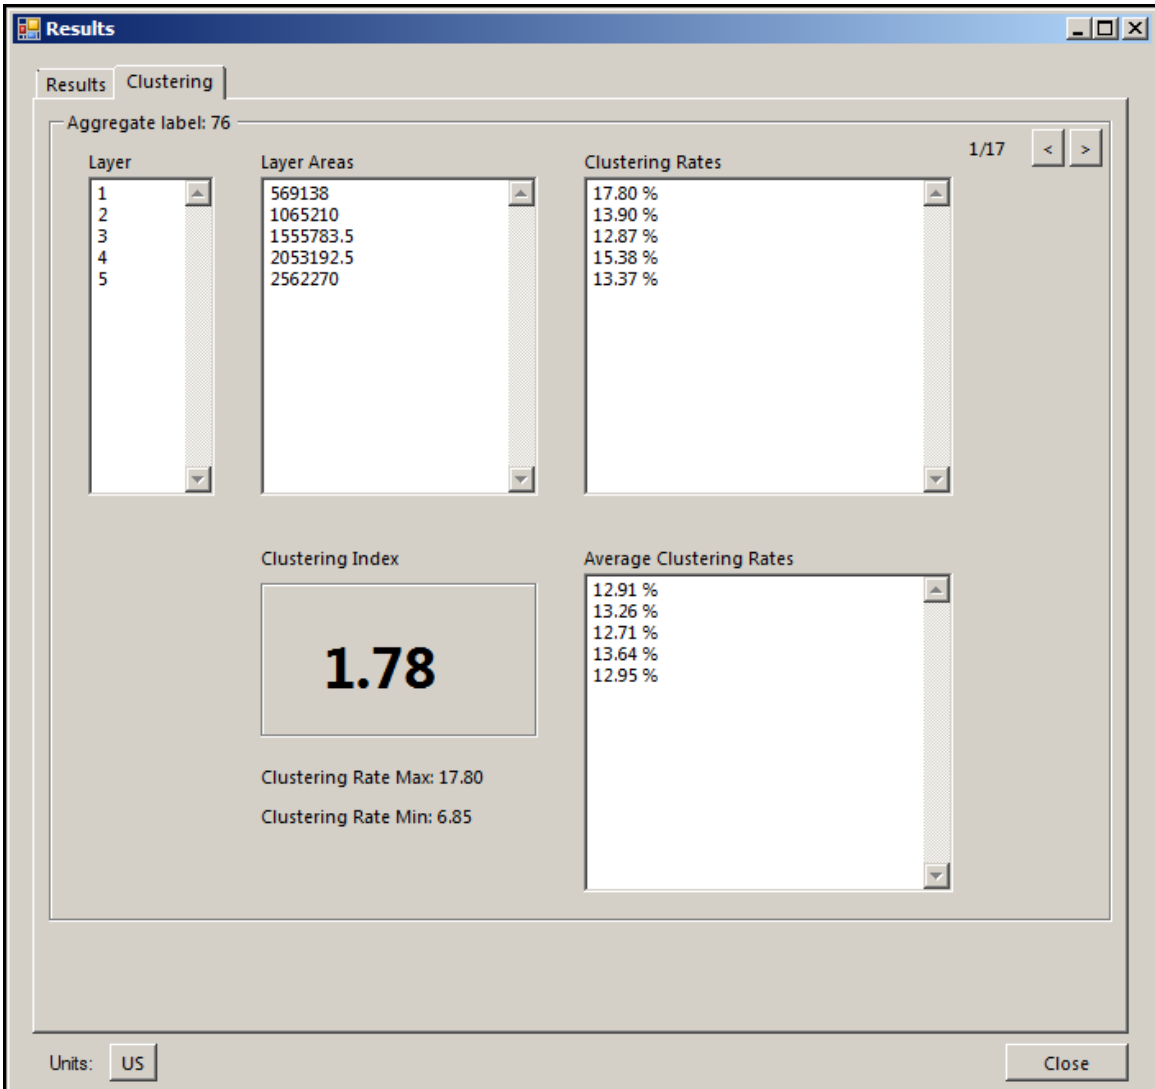 Results
Results Clustering
Aggregate label: 76
1/17 < >
Layer Layer Areas Clustering Rates
1 569138 17.80 %
2 1065210 13.90 %
3 1555783.5 12.87 %
4 2053192.5 15.38 %
5 2562270 13.37 %
Clustering Index Average Clustering Rates
1.78
12.91 %
13.26 %
12.71 %
13.64 %
12.95 %
Clustering Rate Max: 17.80
Clustering Rate Min: 6.85
Units: US Close